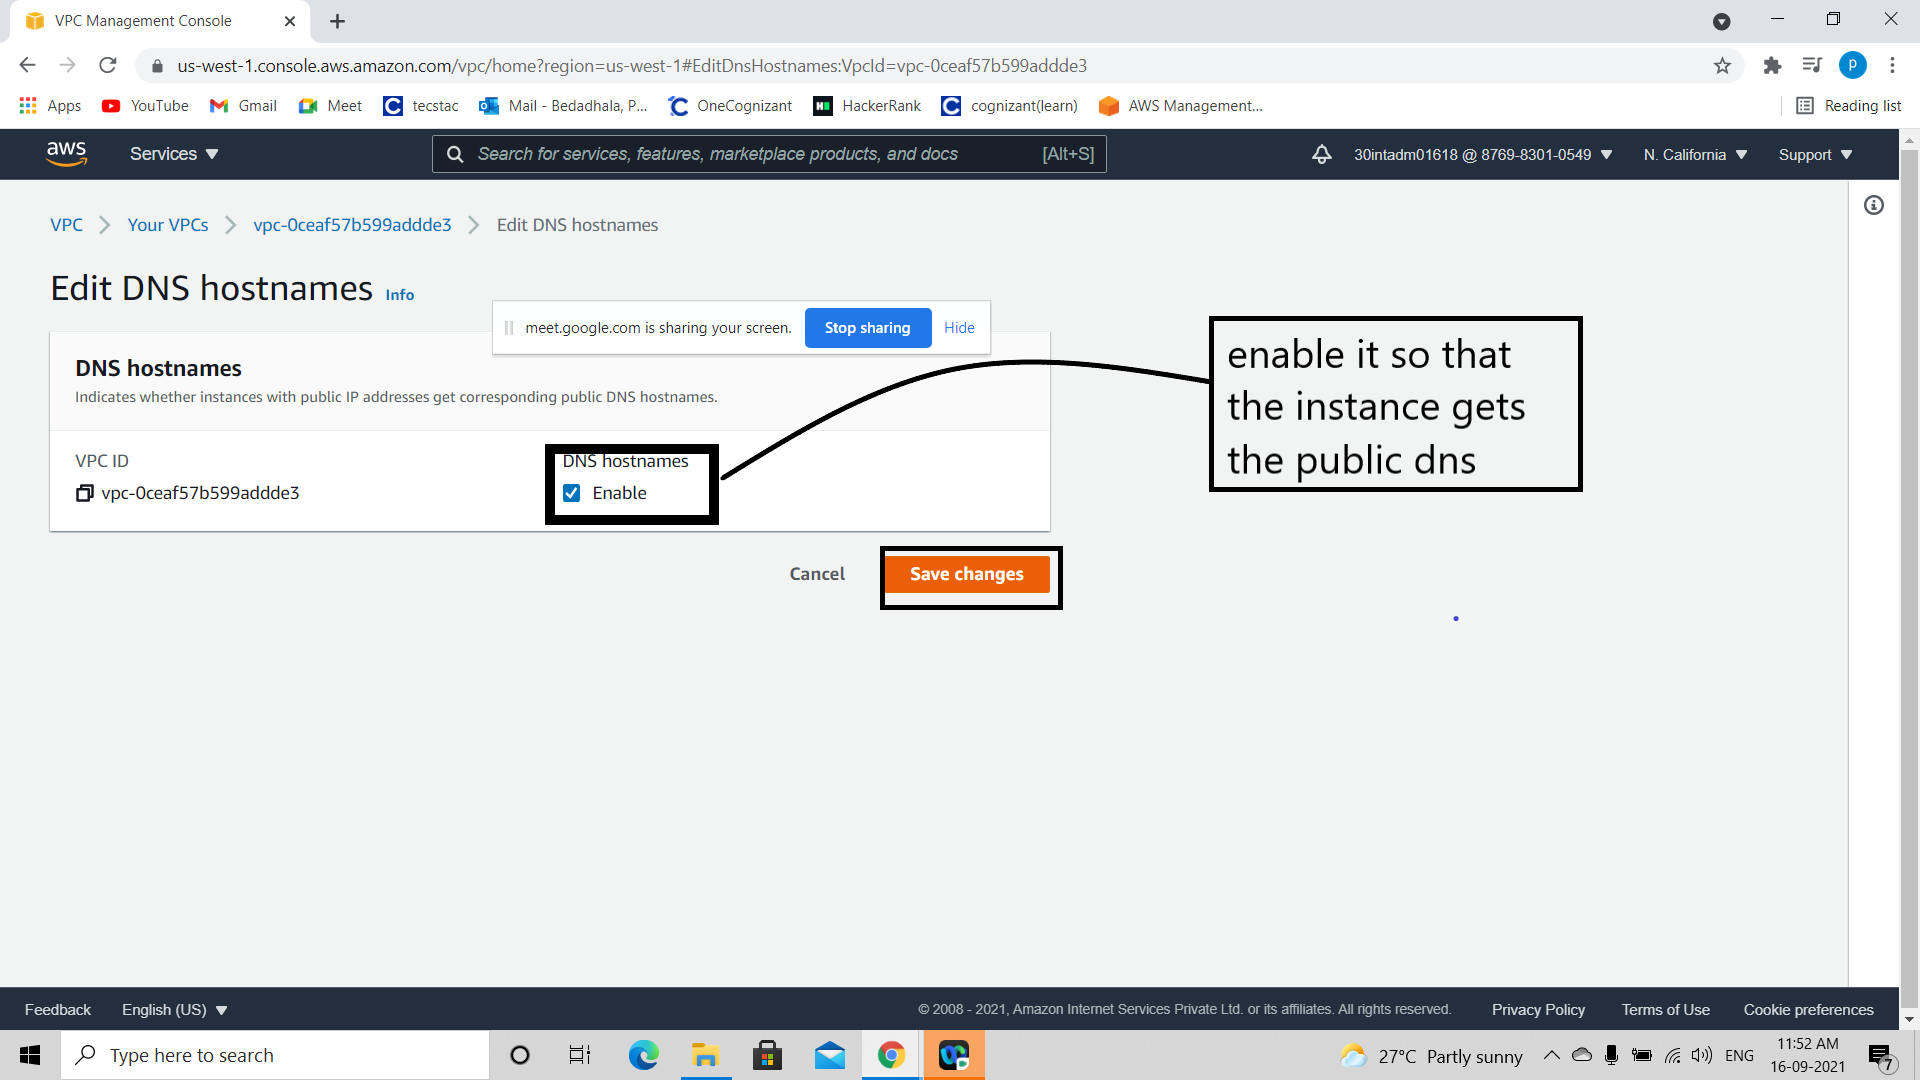 VPC Management Console
us-west-1.console.aws.amazon.com/vpc/home?region=us-west-1#EditDnsHostnames:VpcId=vpc-0ceaf57b599addde3
P
Apps YouTube Gmail Meet tecstac Mail - Bedadhala, P... OneCognizant HackerRank cognizant(learn) AWS Management... Reading list
aws Services Search for services, features, marketplace products, and docs [Alt+S] 30intadm01618 @ 8769-8301-0549 N. California Support
VPC Your VPCs vpc-0ceaf57b599addde3 Edit DNS hostnames
Edit DNS hostnames Info
meet.google.com is sharing your screen. Stop sharing Hide
DNS hostnames
Indicates whether instances with public IP addresses get corresponding public DNS hostnames.
VPC ID
vpc-0ceaf57b599addde3
DNS hostnames
Enable
enable it so that
the instance gets
the public dns
Cancel Save changes
Feedback English (US) © 2008 - 2021, Amazon Internet Services Private Ltd. or its affiliates. All rights reserved. Privacy Policy Terms of Use Cookie preferences
Type here to search 27°C Partly sunny ENG 11:52 AM
16-09-2021 7